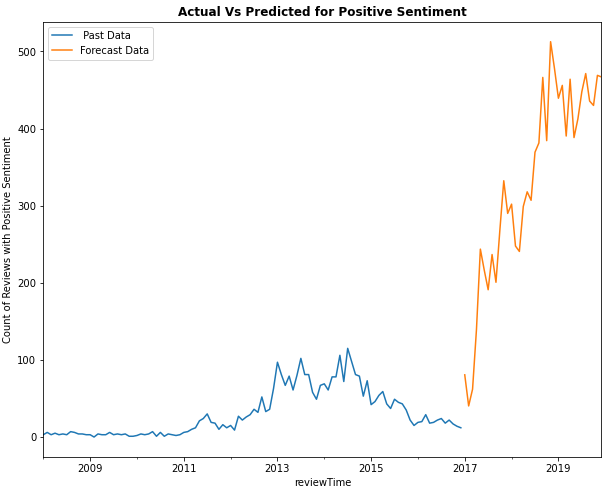 Actual Vs Predicted for Positive Sentiment
Past Data
Forecast Data
Count of Reviews with Positive Sentiment
500
400
300
200
100
0
2009 2011 2013 2015 2017 2019
reviewTime